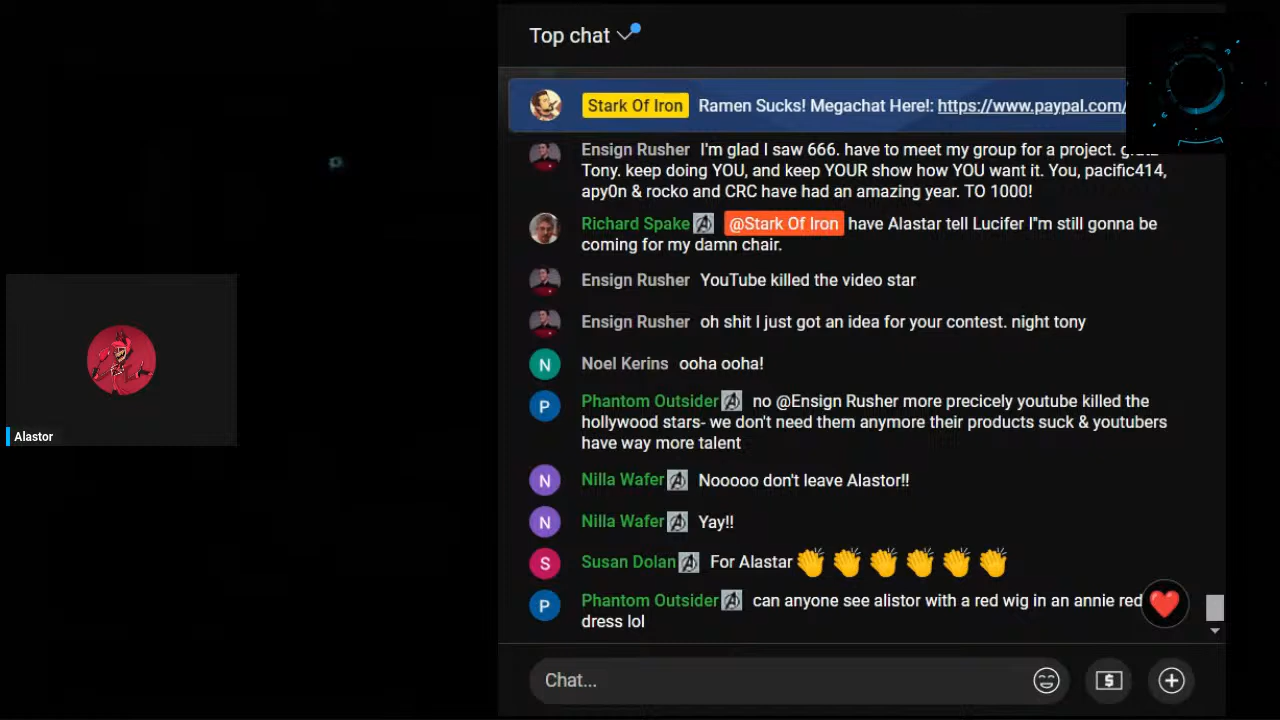 Top chat
Stark Of Iron Ramen Sucks! Megachat Here!: https://www.paypal.com/
Ensign Rusher I'm glad I saw 666. have to meet my group for a project.
Tony. keep doing YOU, and keep YOUR show how YOU want it. You, pacific414,
apy0n & rocko and CRC have had an amazing year. TO 1000!
Richard Spake @Stark Of Iron have Alastar tell Lucifer I"m still gonna be
coming for my damn chair.
Ensign Rusher YouTube killed the video star
Ensign Rusher oh shit I just got an idea for your contest. night tony
N Noel Kerins ooha ooha!
P Phantom Outsider no @Ensign Rusher more precicely youtube killed the
hollywood stars- we don't need them anymore their products suck & youtubers
have way more talent
Alastor
N Nilla Wafer Nooooo don't leave Alastor!!
N Nilla Wafer Yay!!
S Susan Dolan For Alastar 👏👏👏👏👏👏
P Phantom Outsider can anyone see alistor with a red wig in an annie red
dress lol
Chat...